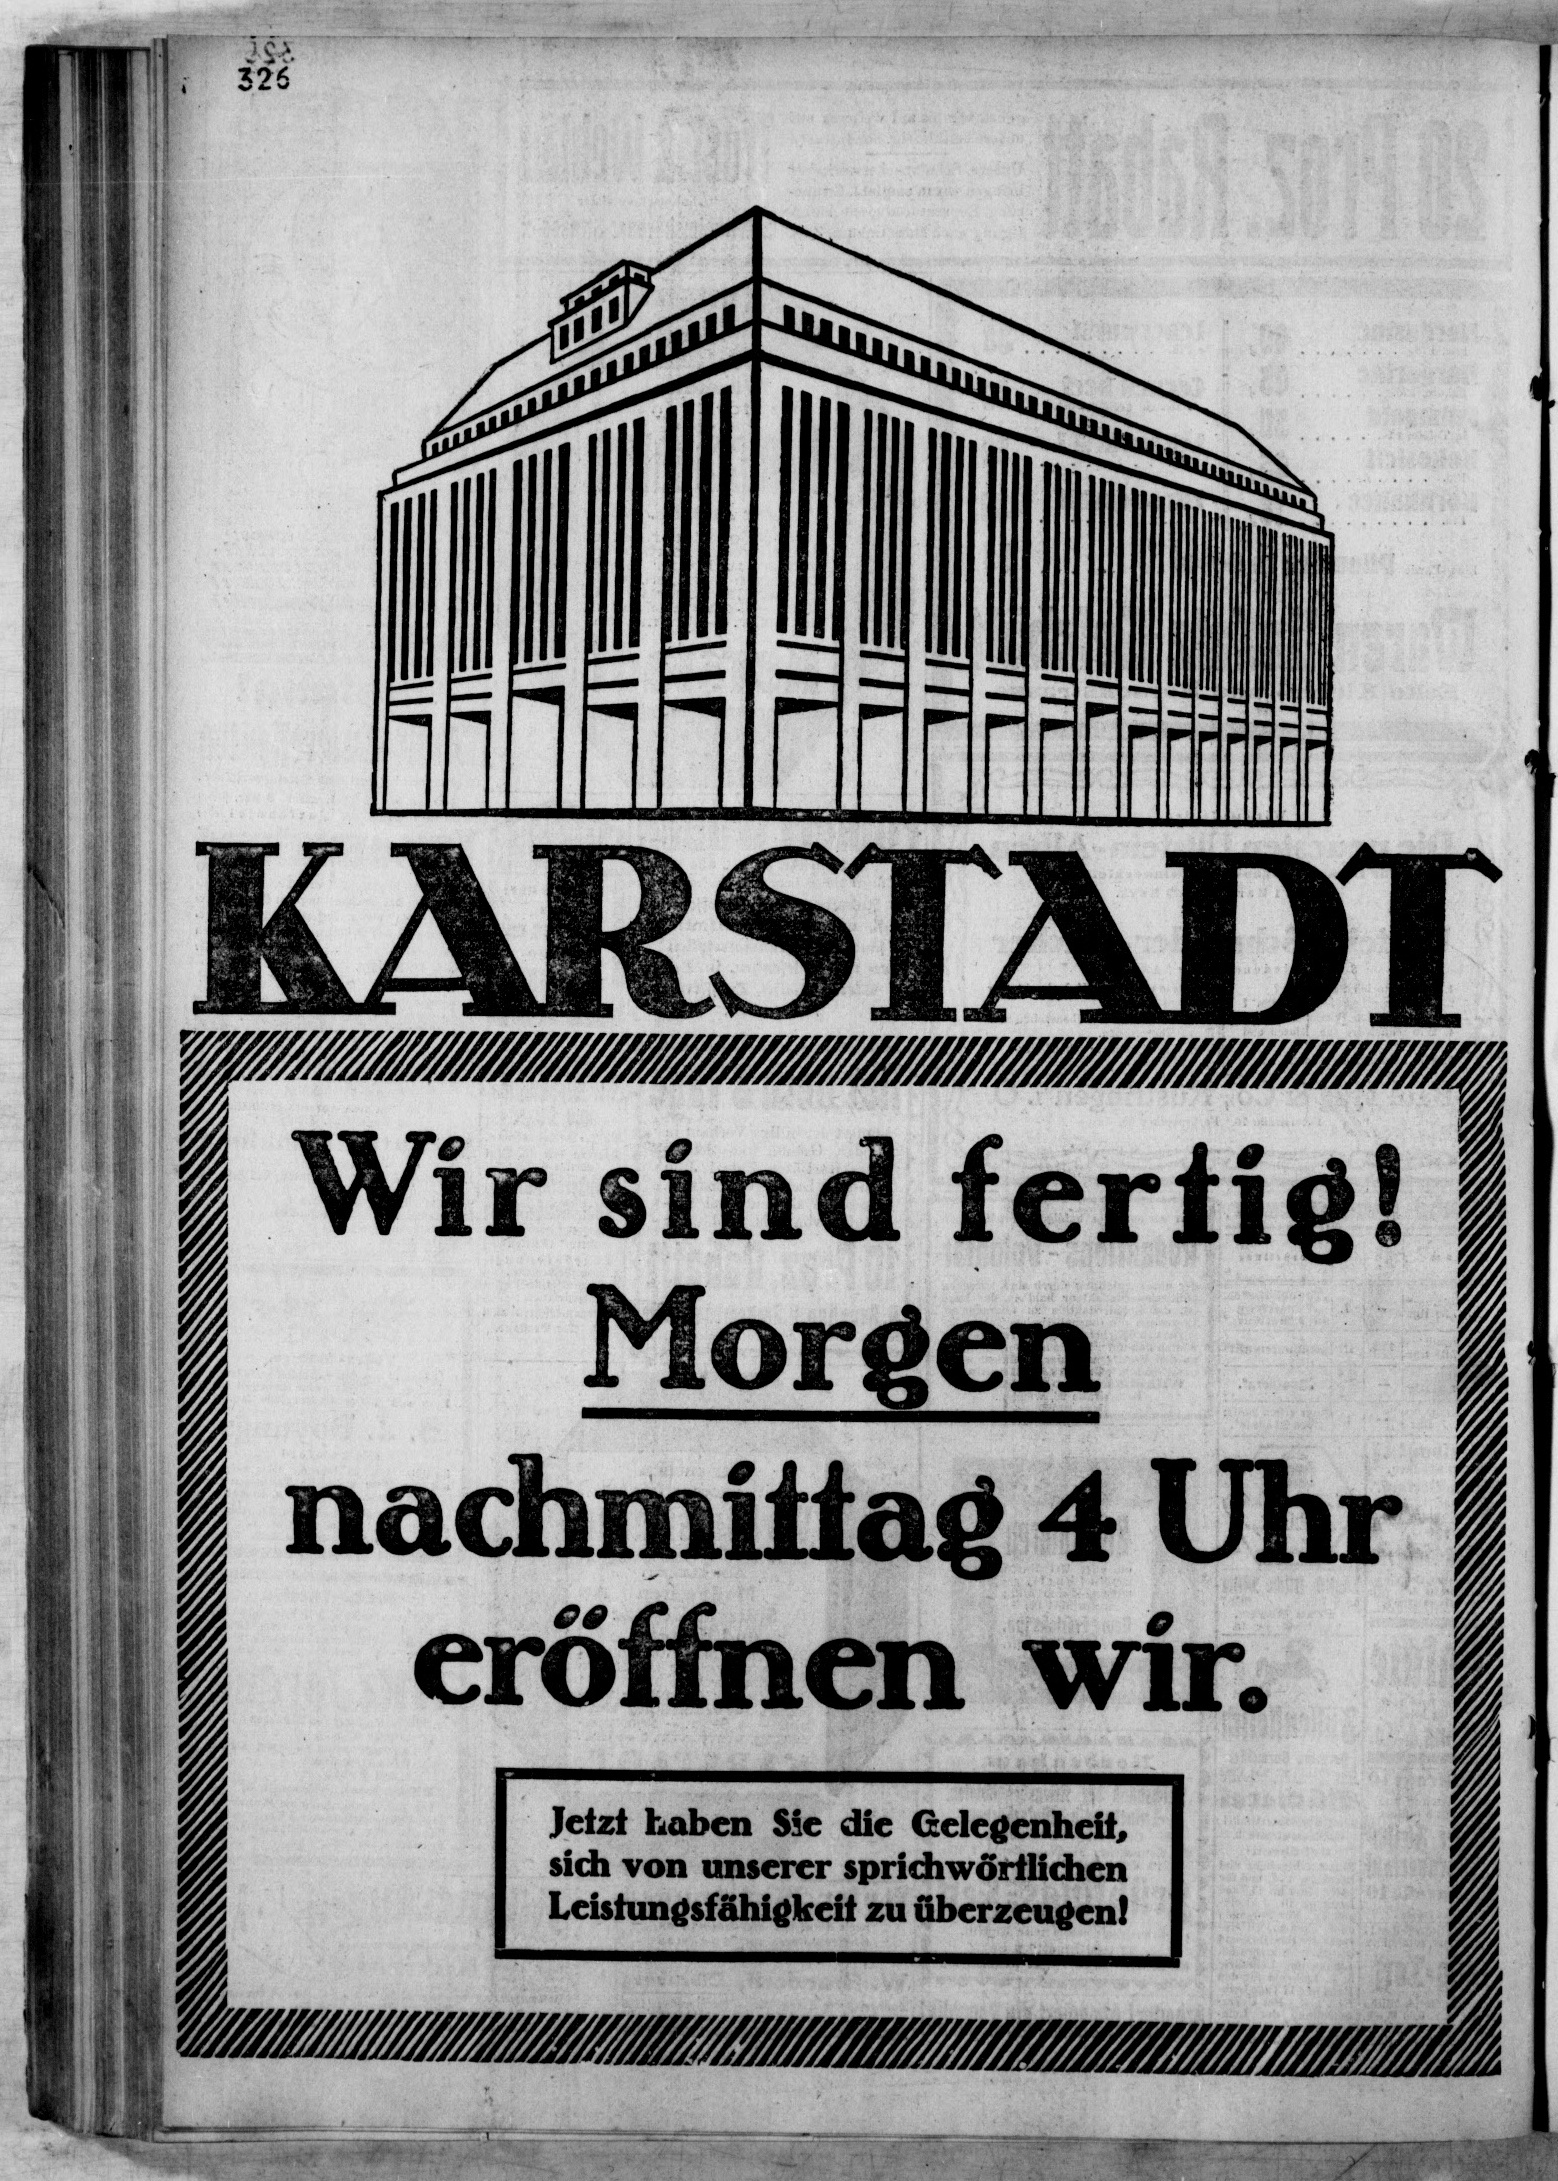 326
KARSTADT
Wir sind fertig!
Morgen
nachmittag 4 Uhr
eröffnen wir.
Jetzt haben Sie die Gelegenheit,
sich von unserer sprichwörtlichen
Leistungsfähigkeit zu überzeugen!